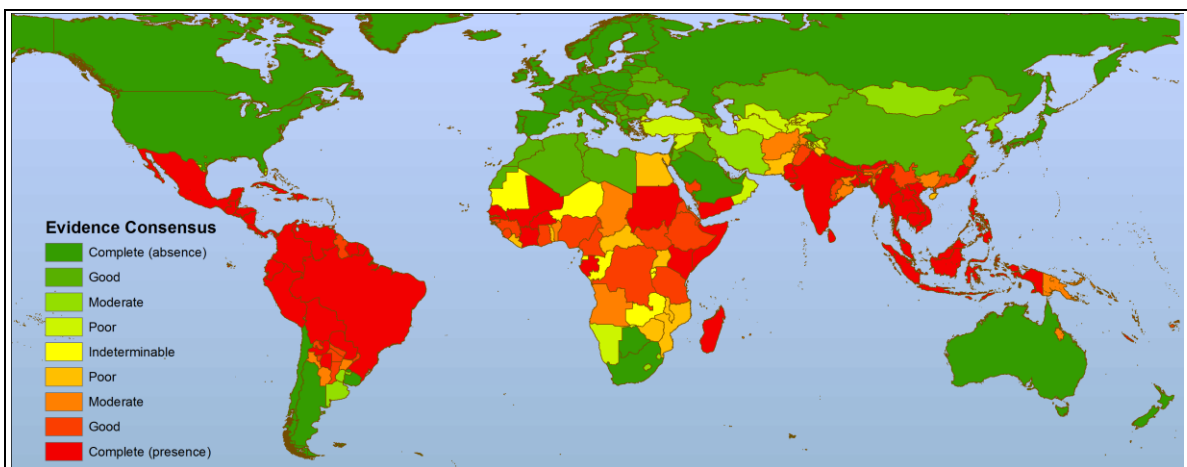 Evidence Consensus
Complete (absence)
Good
Moderate
Poor
Indeterminable
Poor
Moderate
Good
Complete (presence)